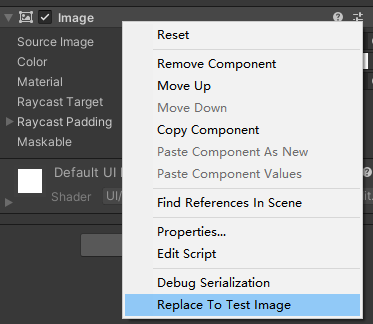 Image
Source Image
Color
Material
Raycast Target
Raycast Padding
Maskable
Default UI
Shader
UI/
Reset
Remove Component
Move Up
Move Down
Copy Component
Paste Component As New
Paste Component Values
Find References In Scene
Properties...
Edit Script
Debug Serialization
Replace To Test Image